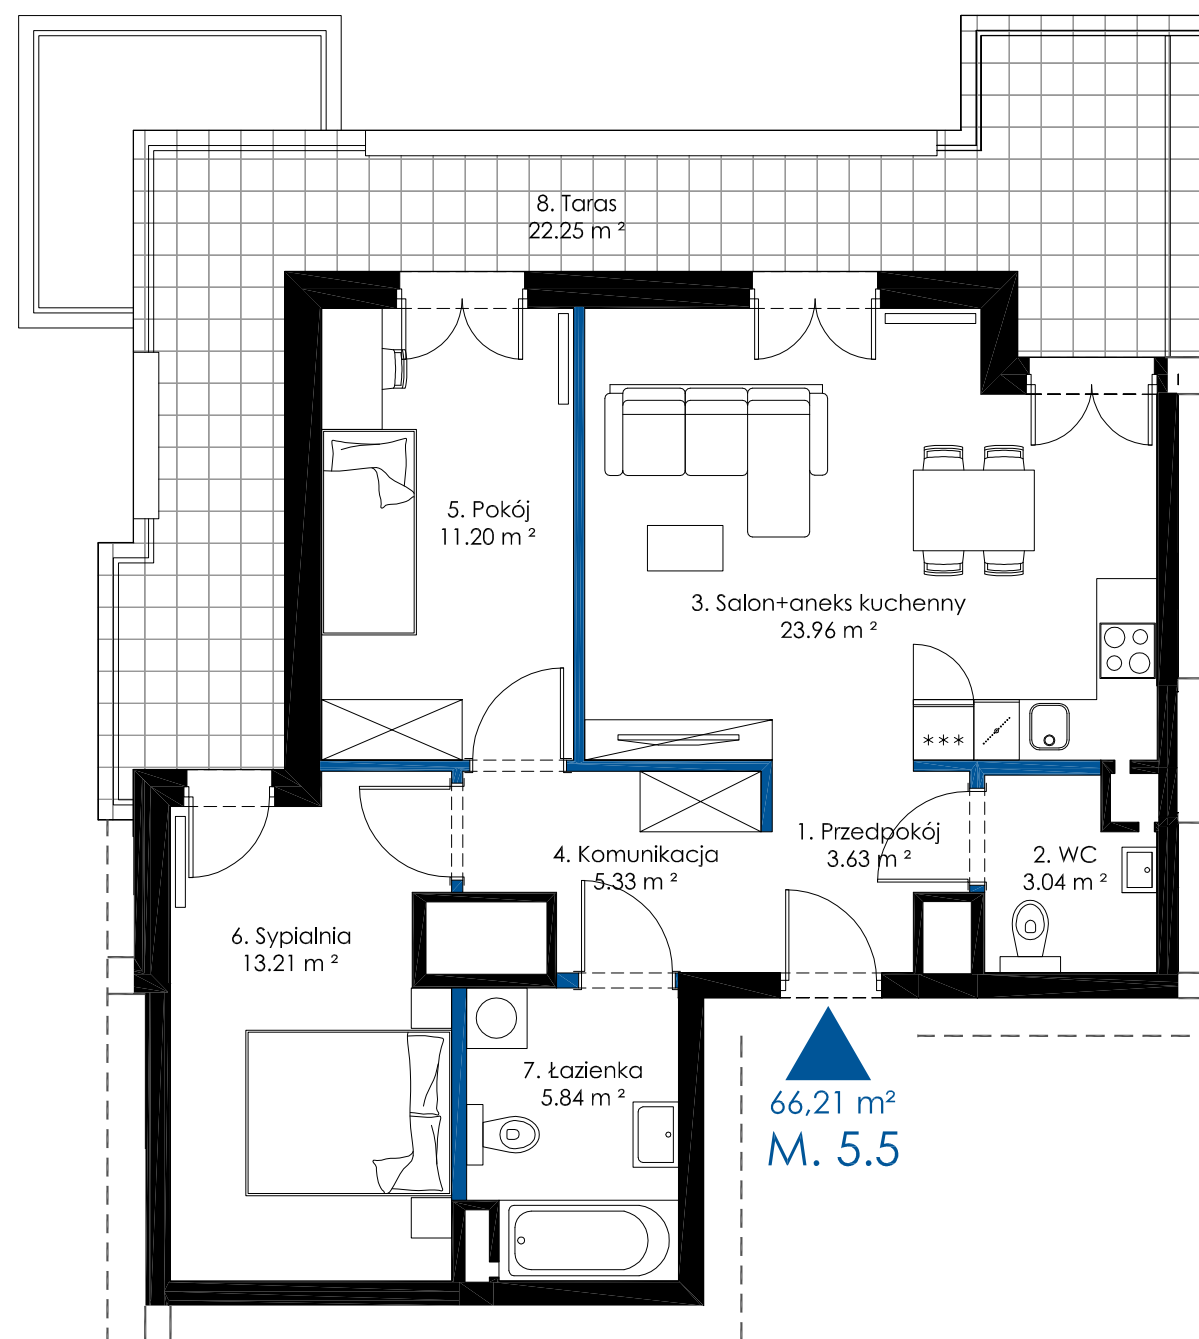 8. Taras
22.25 m ²
5. Pokój
11.20 m ²
3. Salon+aneks kuchenny
23.96 m ²
***
1. Przedpokój
3.63 m ²
4. Komunikacja
5.33 m ²
2. WC
3.04 m ²
6. Sypialnia
13.21 m ²
7. Łazienka
5.84 m ²
66,21 m²
M. 5.5